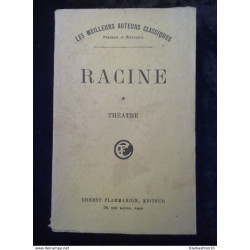 LES MEILLEURS AUTEURS CLASSIQUES
RACINE
THÉATRE
ERNEST FLAMMARION, ÉDITEUR